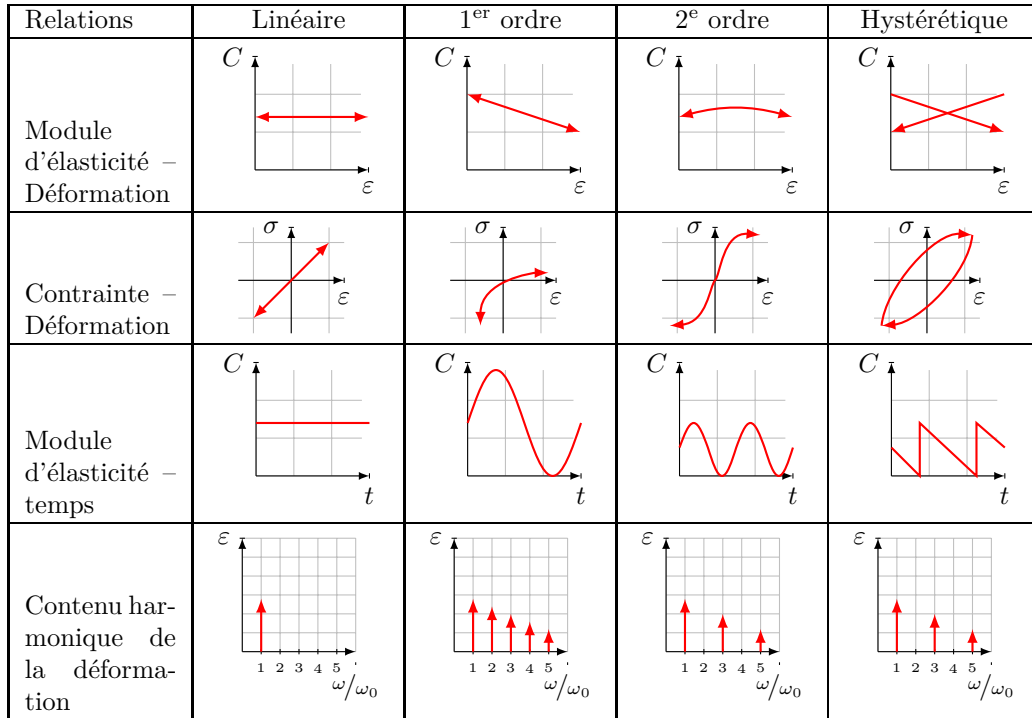 Relations Linéaire 1er ordre 2e ordre Hystérétique
C C C C
Module
d'élasticité –
Déformation
ε ε ε ε
σ σ σ σ
ε ε ε ε
Contrainte –
Déformation
C C C C
Module
d'élasticité –
temps
t t t t
ε ε ε ε
Contenu har-
monique de
la déforma-
tion
1 2 3 4 5 1 2 3 4 5 1 2 3 4 5 1 2 3 4 5
ω/ω0 ω/ω0 ω/ω0 ω/ω0